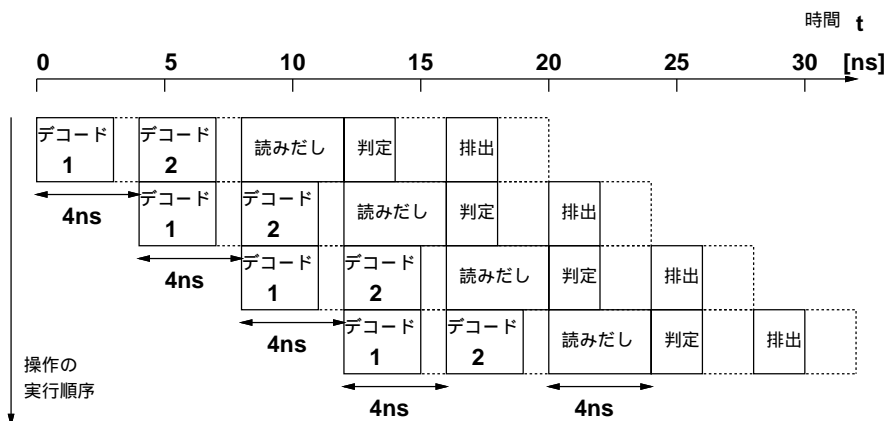 時間 t
0 5 10 15 20 25 30 [ns]
デコード 1
デコード 2
読みだし
判定
排出
4ns
デコード 1
デコード 2
読みだし
判定
排出
4ns
デコード 1
デコード 2
読みだし
判定
排出
4ns
デコード 1
デコード 2
読みだし
判定
排出
4ns
4ns
操作の
実行順序